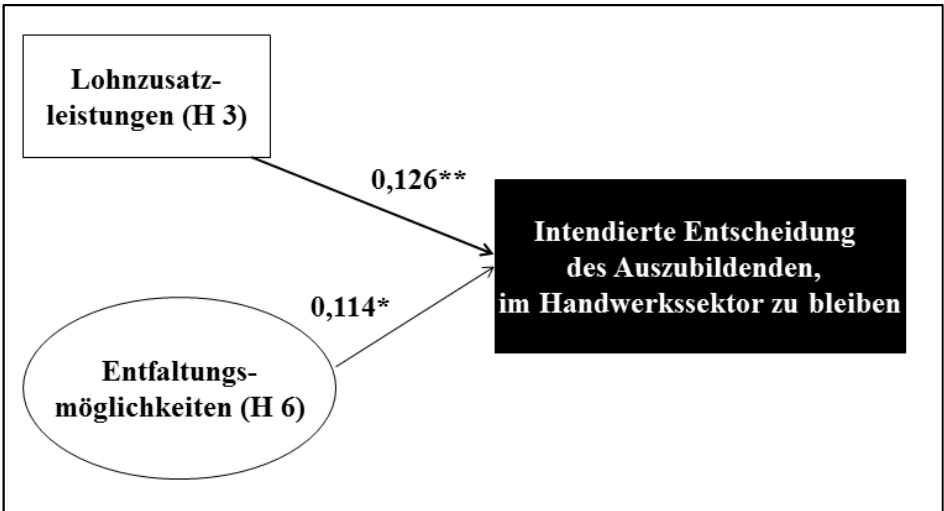 Lohnzusatz-
leistungen (H 3)
0,126**
Intendierte Entscheidung
des Auszubildenden,
im Handwerkssektor zu bleiben
0,114*
Entfaltungs-
möglichkeiten (H 6)